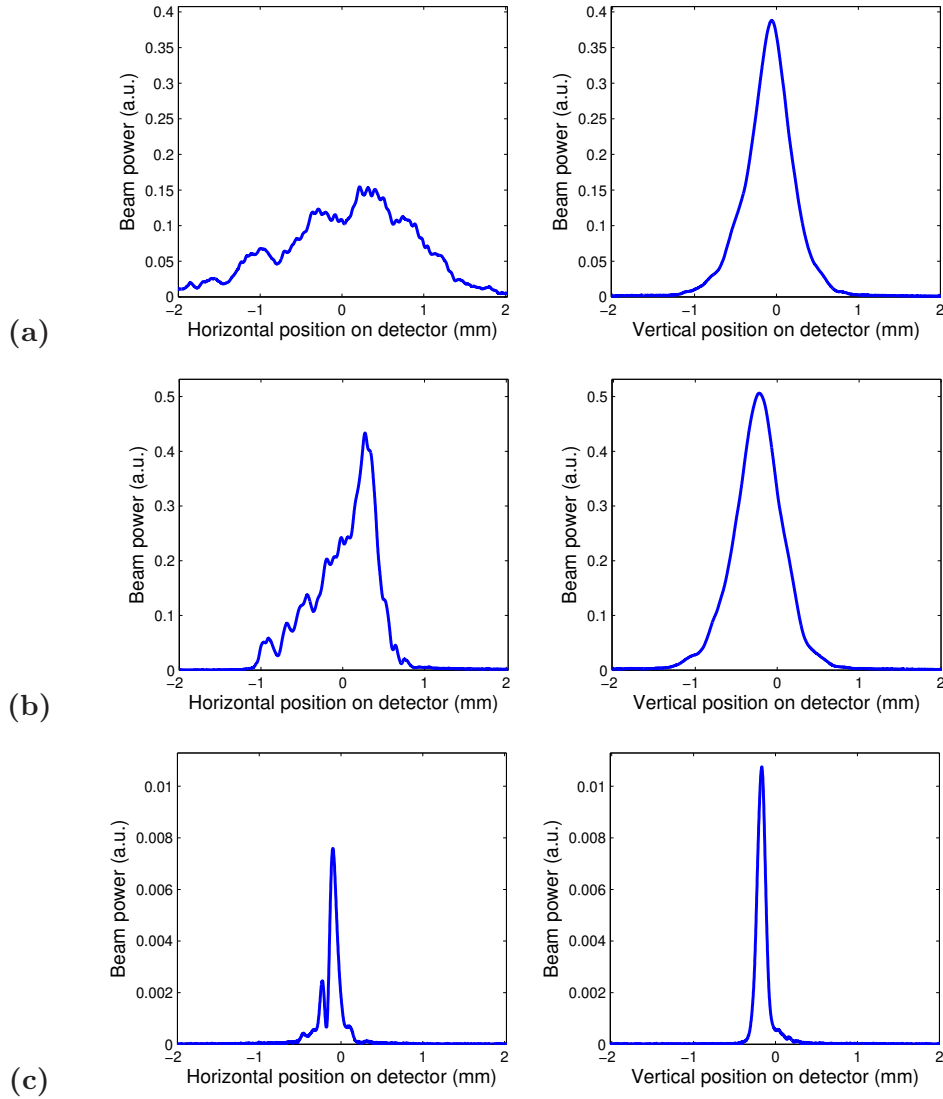 0.4
0.35
0.3
0.25
0.2
0.15
0.1
0.05
0
−2 −1 0 1 2
Beam power (a.u.)
Horizontal position on detector (mm)
0.4
0.35
0.3
0.25
0.2
0.15
0.1
0.05
0
−2 −1 0 1 2
Beam power (a.u.)
Vertical position on detector (mm)
(a)
0.5
0.4
0.3
0.2
0.1
0
−2 −1 0 1 2
Beam power (a.u.)
Horizontal position on detector (mm)
0.5
0.4
0.3
0.2
0.1
0
−2 −1 0 1 2
Beam power (a.u.)
Vertical position on detector (mm)
(b)
0.01
0.008
0.006
0.004
0.002
0
−2 −1 0 1 2
Beam power (a.u.)
Horizontal position on detector (mm)
0.01
0.008
0.006
0.004
0.002
0
−2 −1 0 1 2
Beam power (a.u.)
Vertical position on detector (mm)
(c)